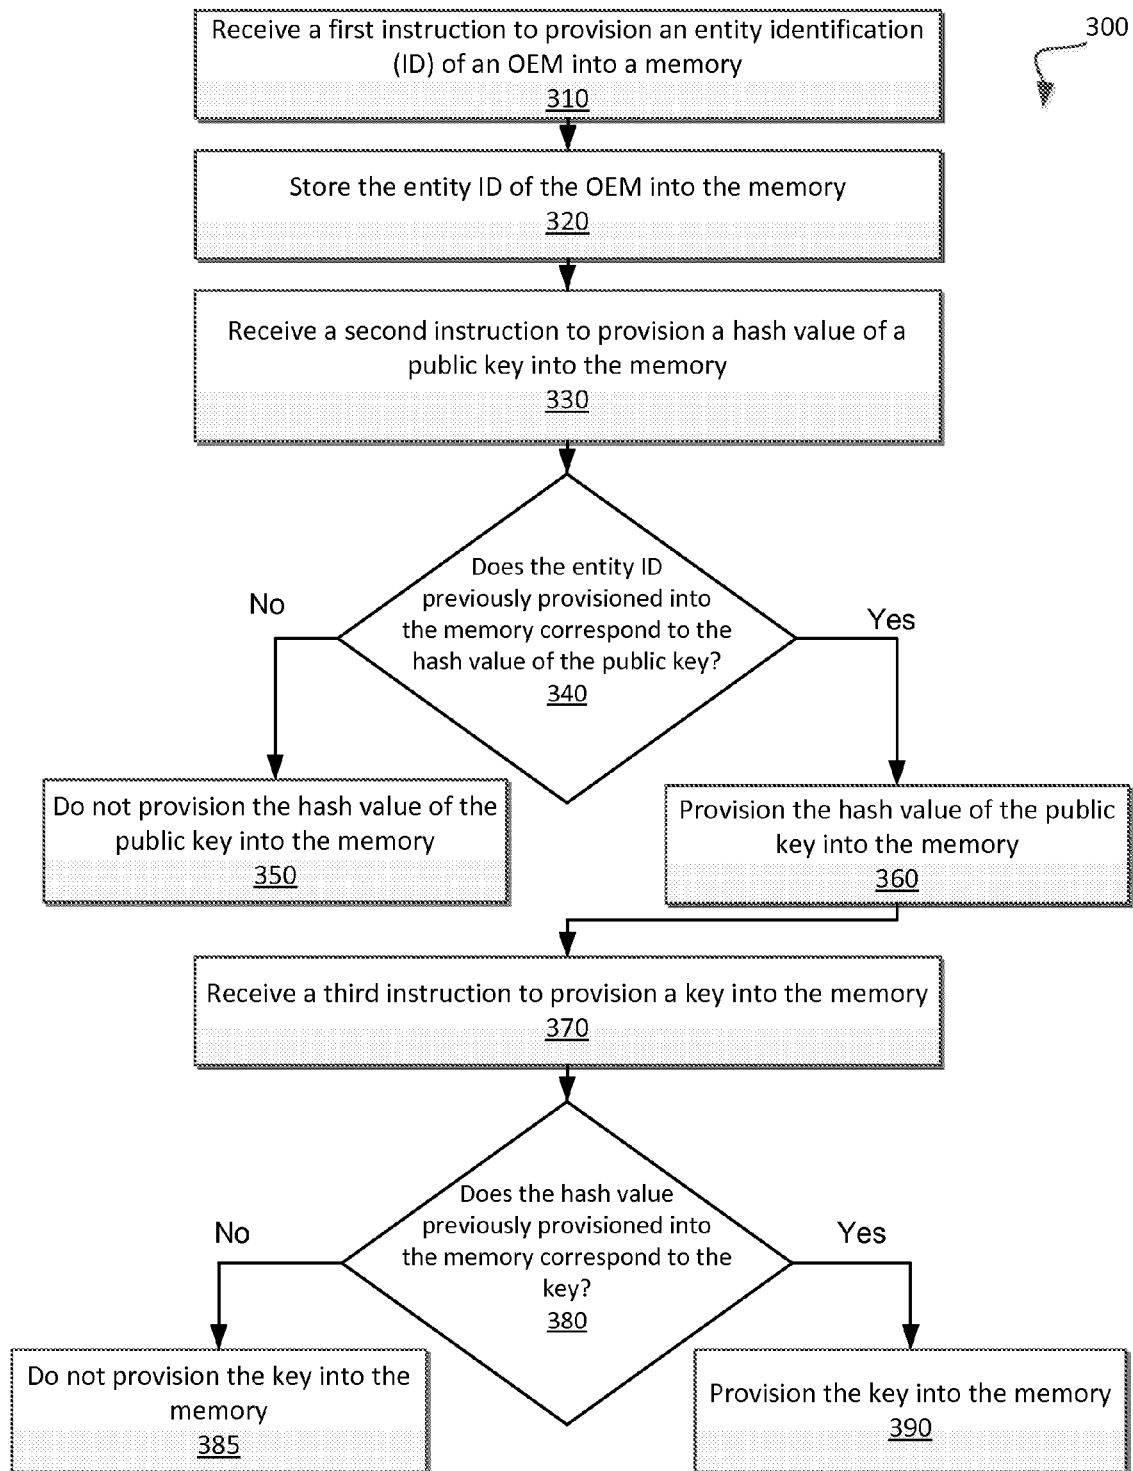 300
Receive a first instruction to provision an entity identification
(ID) of an OEM into a memory
310
Store the entity ID of the OEM into the memory
320
Receive a second instruction to provision a hash value of a
public key into the memory
330
Does the entity ID
previously provisioned into
the memory correspond to the
hash value of the public key?
340
No
Yes
Do not provision the hash value of the
public key into the memory
350
Provision the hash value of the public
key into the memory
360
Receive a third instruction to provision a key into the memory
370
Does the hash value
previously provisioned into
the memory correspond to the
key?
380
No
Yes
Do not provision the key into the
memory
385
Provision the key into the memory
390